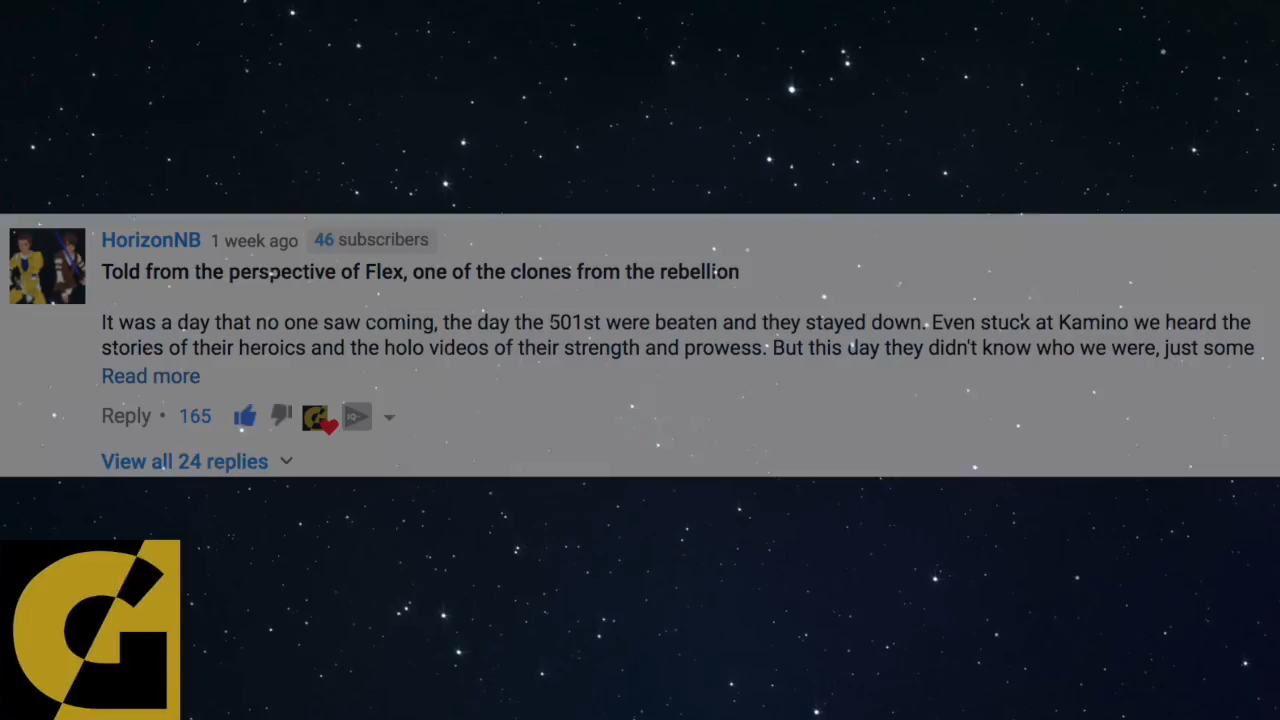 HorizonNB 1 week ago 46 subscribers
Told from the perspective of Flex, one of the clones from the rebellion
It was a day that no one saw coming, the day the 501st were beaten and they stayed down. Even stuck at Kamino we heard the
stories of their heroics and the holo videos of their strength and prowess. But this day they didn't know who we were, just some
Read more
Reply • 165
View all 24 replies
G